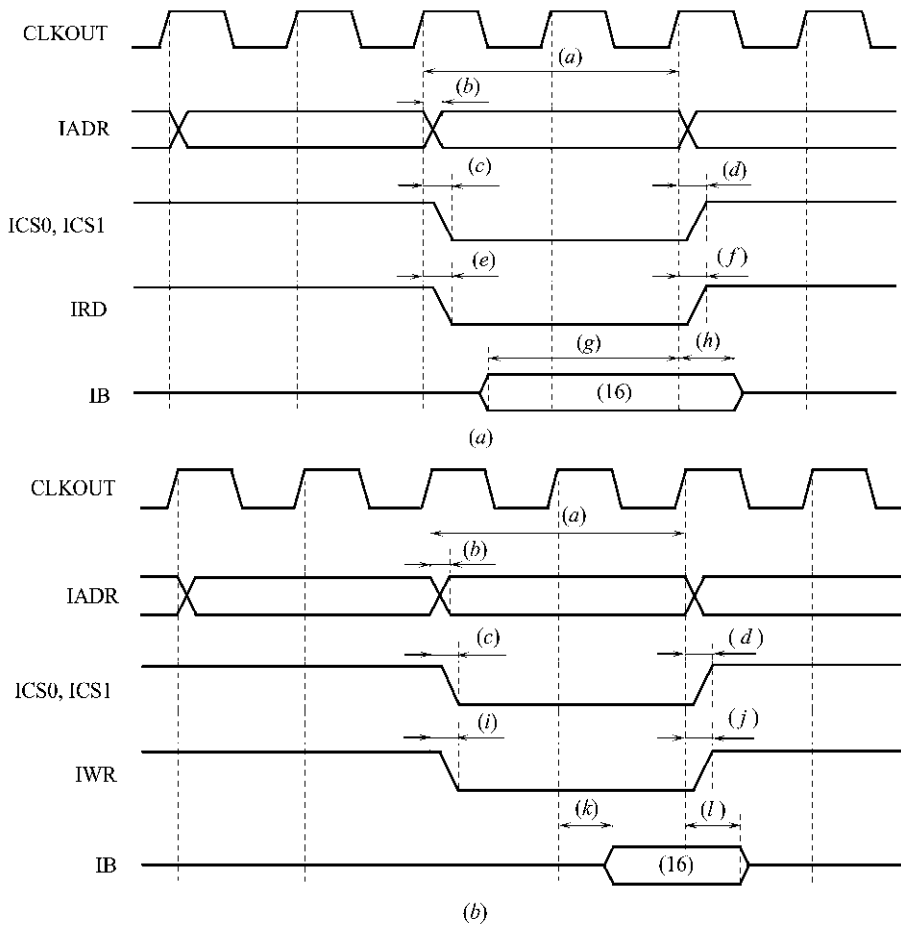 CLKOUT
(a)
(b)
IADR
(c) (d)
ICS0, ICS1
(e) (f)
IRD
(g) (h)
IB (16)
(a)
CLKOUT
(a)
(b)
IADR
(c) (d)
ICS0, ICS1
(i) (j)
IWR
(k) (l)
IB (16)
(b)